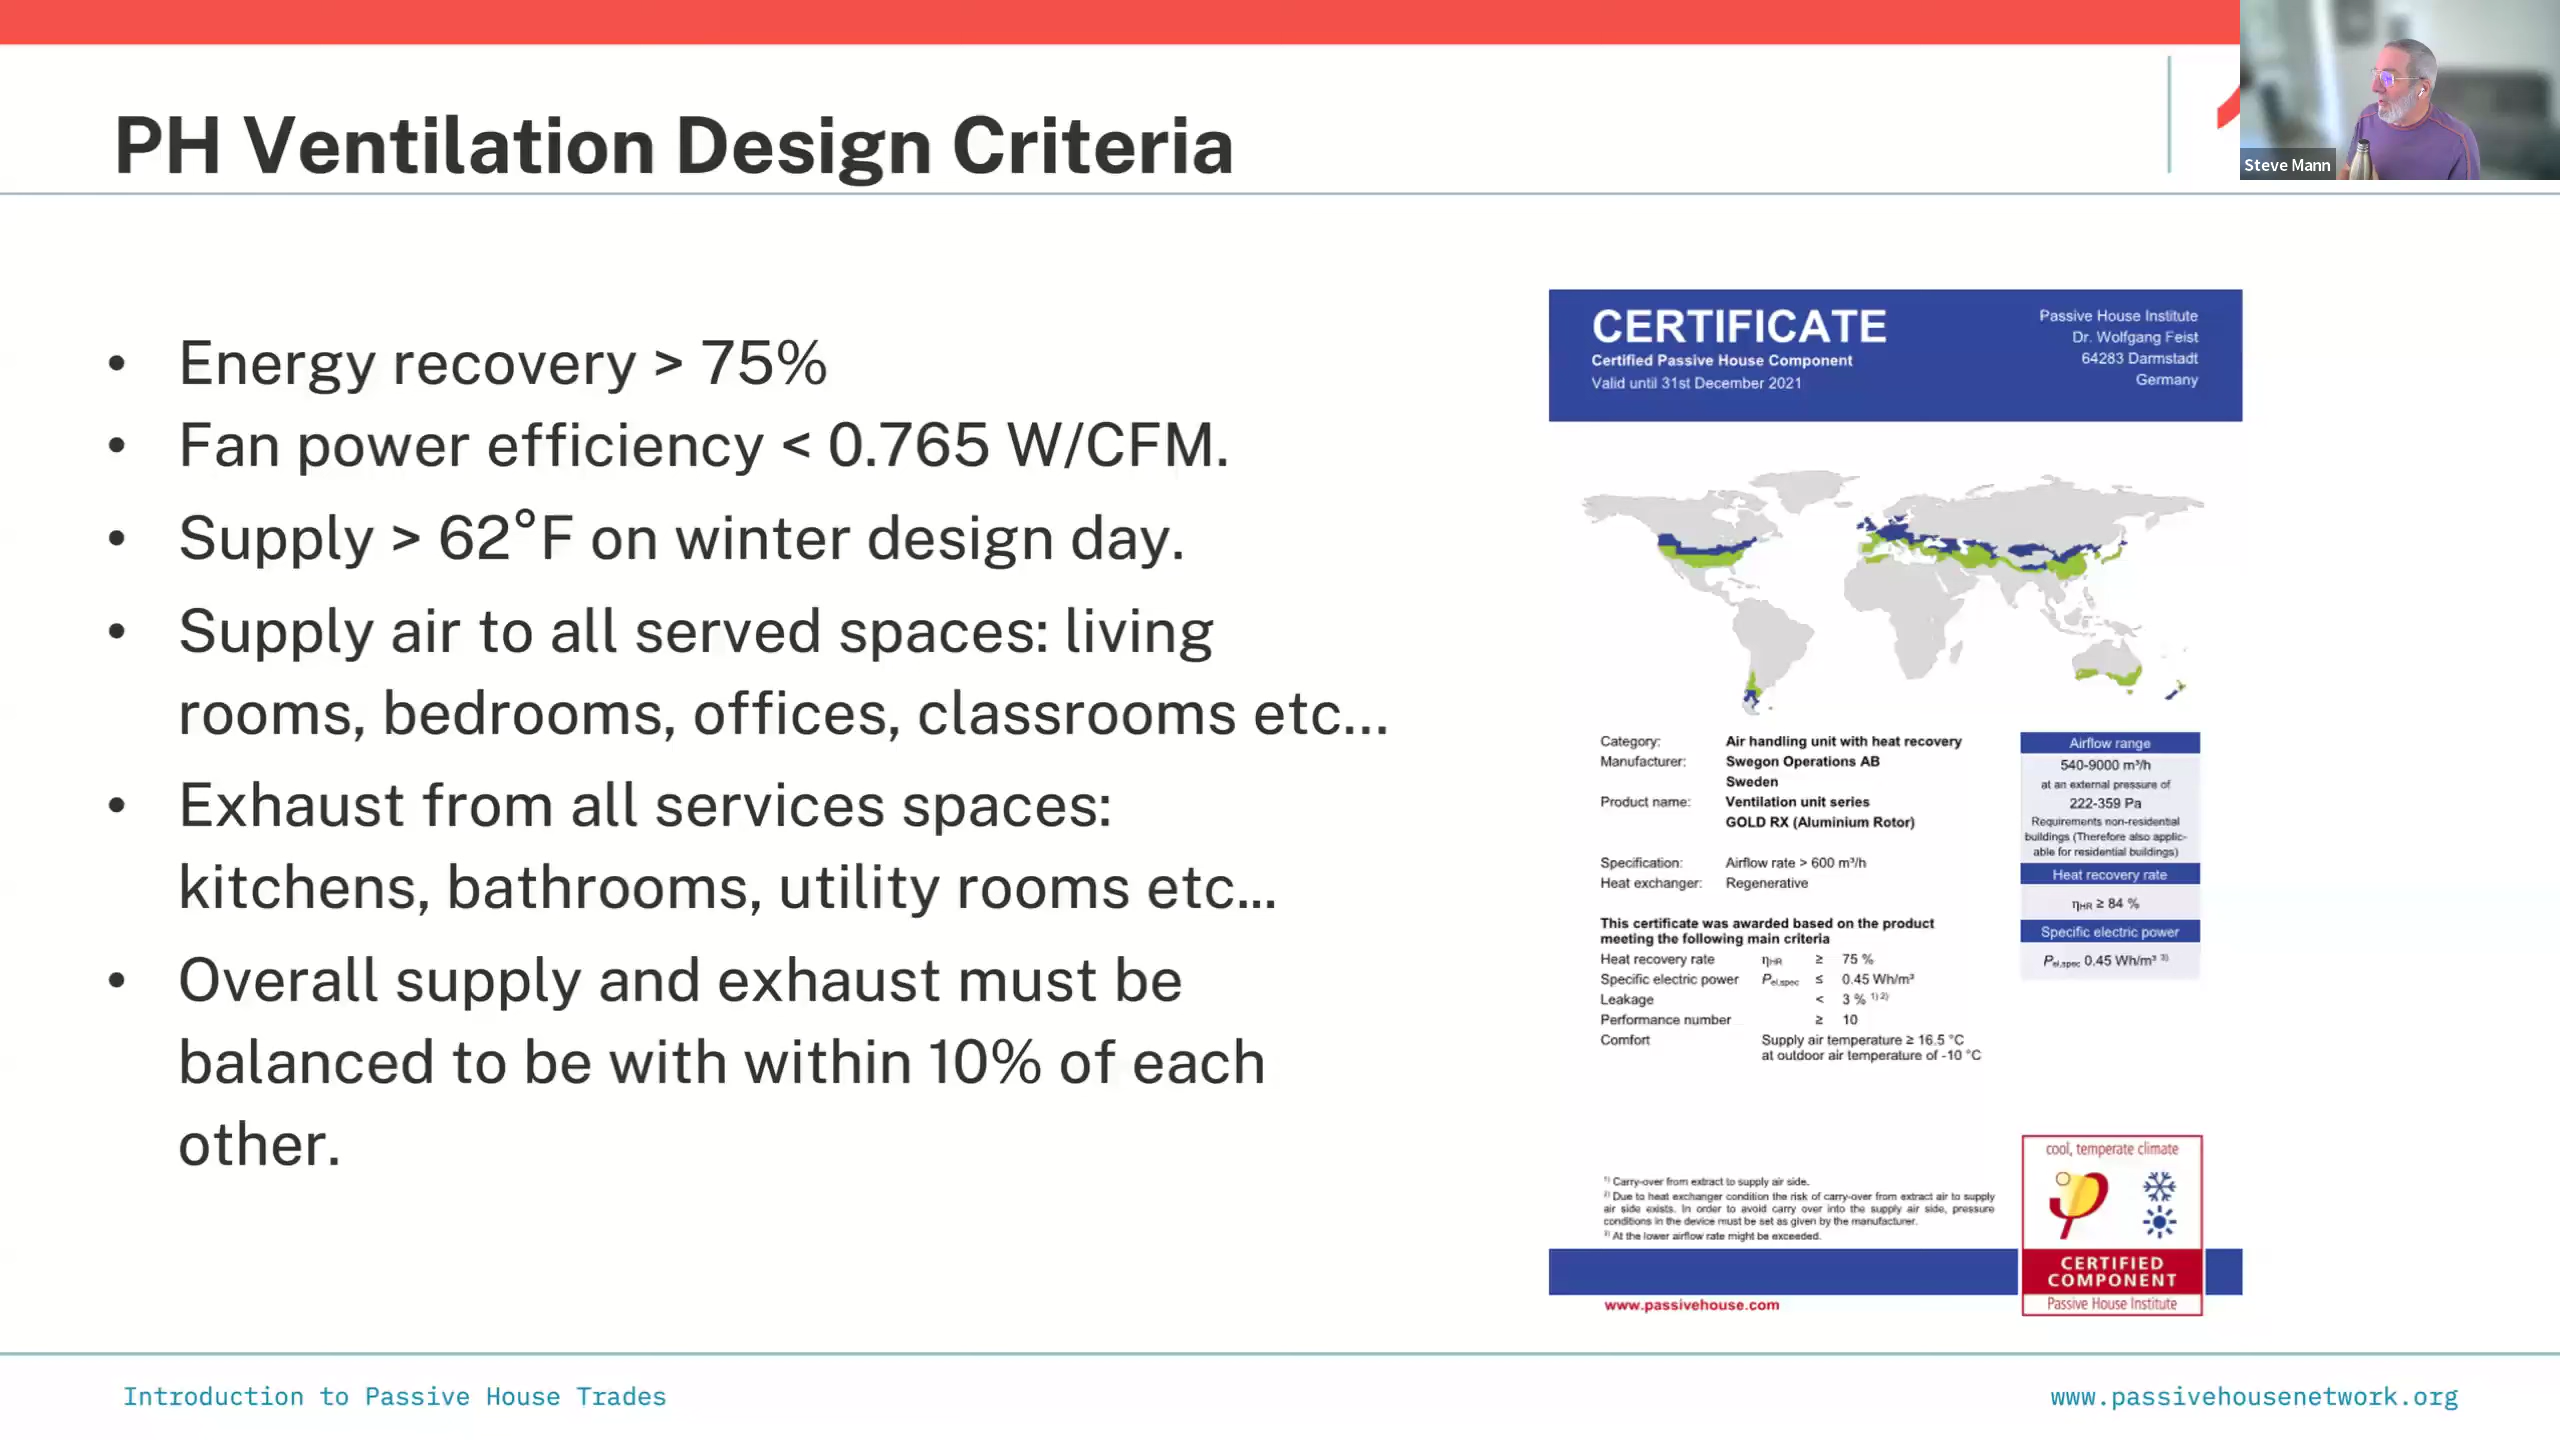 PH Ventilation Design Criteria
Steve Mann
• Energy recovery > 75%
• Fan power efficiency < 0.765 W/CFM.
• Supply > 62°F on winter design day.
• Supply air to all served spaces: living
rooms, bedrooms, offices, classrooms etc...
• Exhaust from all services spaces:
kitchens, bathrooms, utility rooms etc...
• Overall supply and exhaust must be
balanced to be with within 10% of each
other.
CERTIFICATE
Certified Passive House Component
Valid until 31st December 2021
Passive House Institute
Dr. Wolfgang Feist
64283 Darmstadt
Germany
Category: Air handling unit with heat recovery
Manufacturer: Swegon Operations AB
Sweden
Product name: Ventilation unit series
GOLD RX (Aluminium Rotor)
Specification: Airflow rate > 600 m³/h
Heat exchanger: Regenerative
This certificate was awarded based on the product
meeting the following main criteria
Heat recovery rate ηHR ≥ 75 %
Specific electric power Pel,spec ≤ 0.45 Wh/m³
Leakage < 3 % 1) 2)
Performance number ≥ 10
Comfort Supply air temperature ≥ 16.5 °C
at outdoor air temperature of -10 °C
Airflow range
540-9000 m³/h
at an external pressure of
222-359 Pa
Requirements non-residential
buildings (Therefore also applic-
able for residential buildings)
Heat recovery rate
ηHR ≥ 84 %
Specific electric power
Pel,spec 0.45 Wh/m³ 3)
1) Carry-over from extract to supply air side.
2) Due to heat exchanger condition the risk of carry-over from extract air to supply
air side exists. In order to avoid carry over into the supply air side, pressure
conditions in the device must be set as given by the manufacturer.
3) At the lower airflow rate might be exceeded.
www.passivehouse.com
cool, temperate climate
CERTIFIED
COMPONENT
Passive House Institute
Introduction to Passive House Trades
www.passivehousenetwork.org